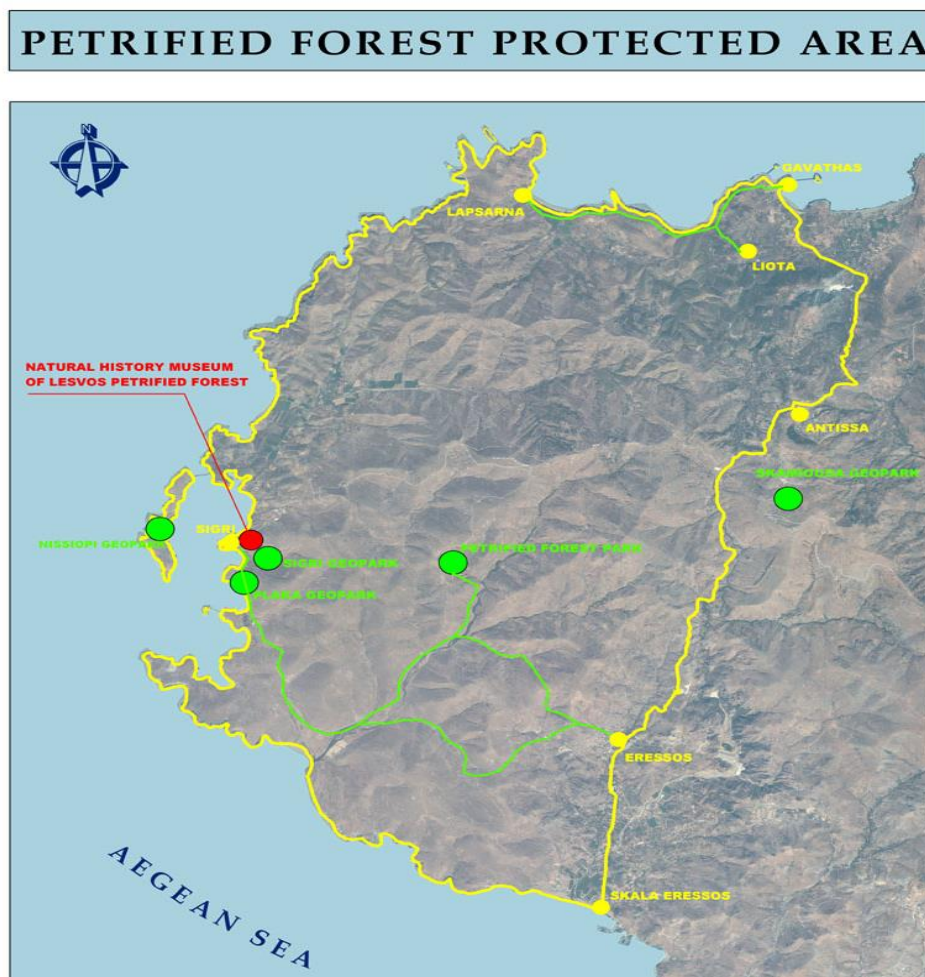 PETRIFIED FOREST PROTECTED AREA
N
GAVATHAS
LAPSARNA
LIOTA
NATURAL HISTORY MUSEUM
OF LESVOS PETRIFIED FOREST
ANTISSA
GEOPARK
SIGRI
NISSIOPI GEOPARK
PETRIFIED FOREST PARK
SIGRI GEOPARK
PLAKA GEOPARK
ERESSOS
SKALA ERESSOS
AEGEAN SEA